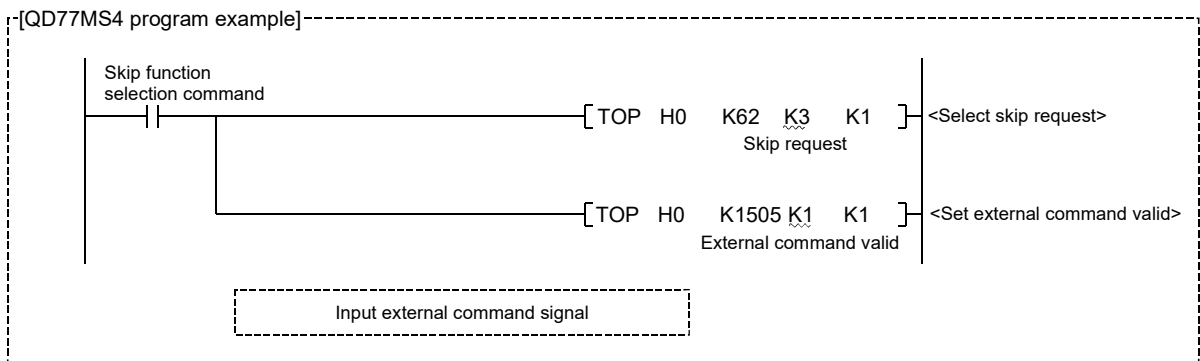 [QD77MS4 program example]
Skip function
selection command
TOP H0 K62 K3 K1 <Select skip request>
Skip request
TOP H0 K1505 K1 K1 <Set external command valid>
External command valid
Input external command signal